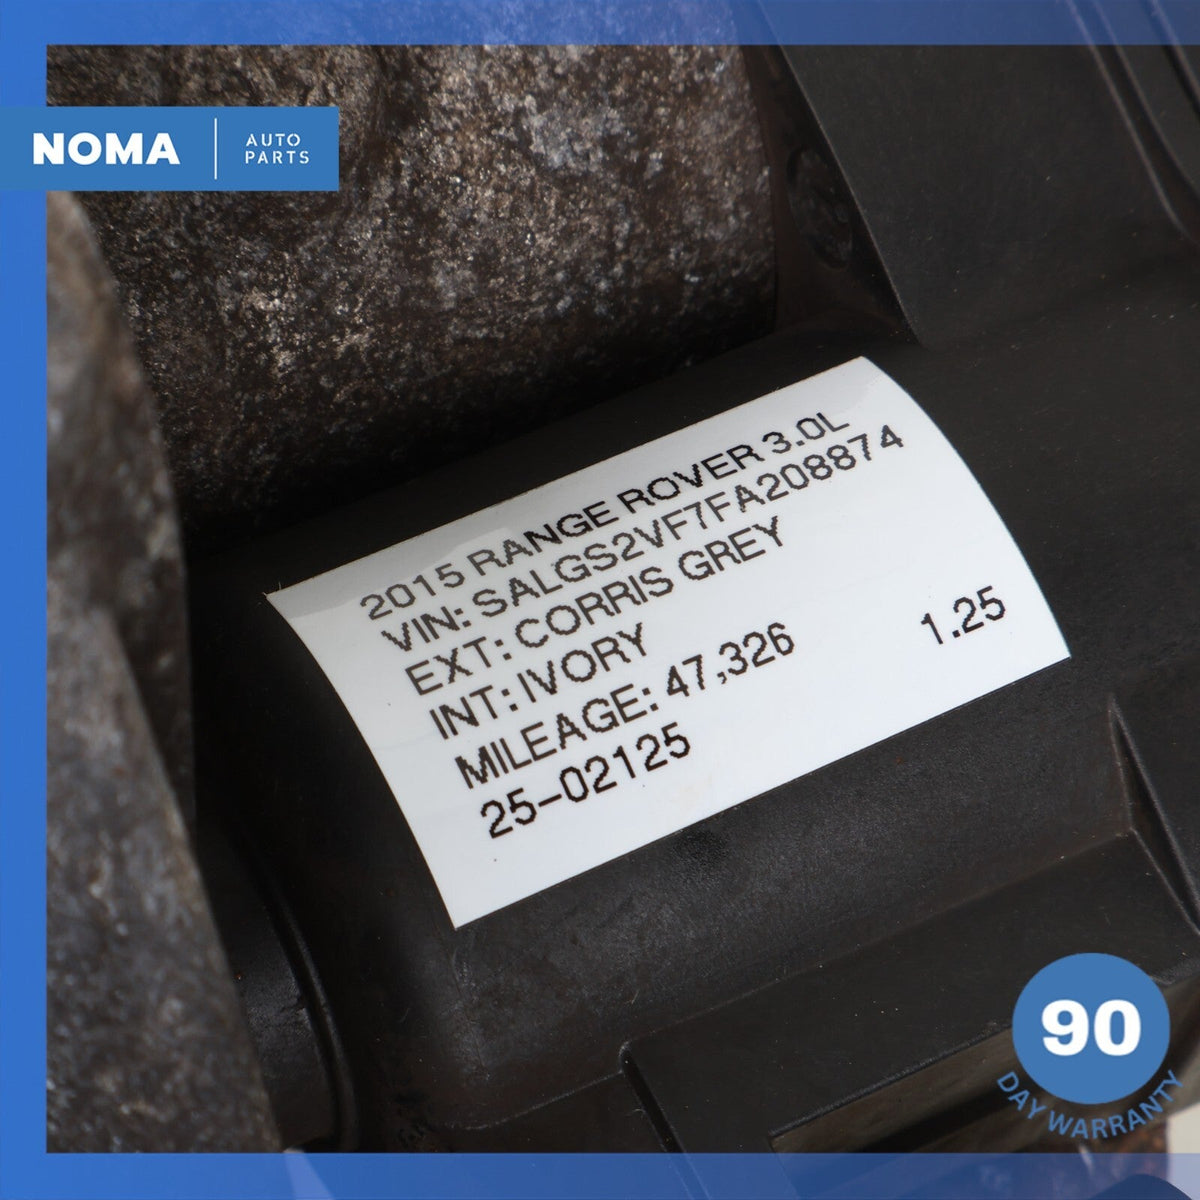 NOMA
AUTO
PARTS
2015 RANGE ROVER 3.0L
VIN: SALGS2VF7FA208874
EXT: CORRIS GREY
INT: IVORY
MILEAGE: 47,326 1.25
25-02125
90
DAY WARRANTY